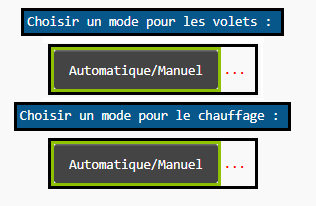 Choisir un mode pour les volets :
Automatique/Manuel ...
Choisir un mode pour le chauffage :
Automatique/Manuel ...